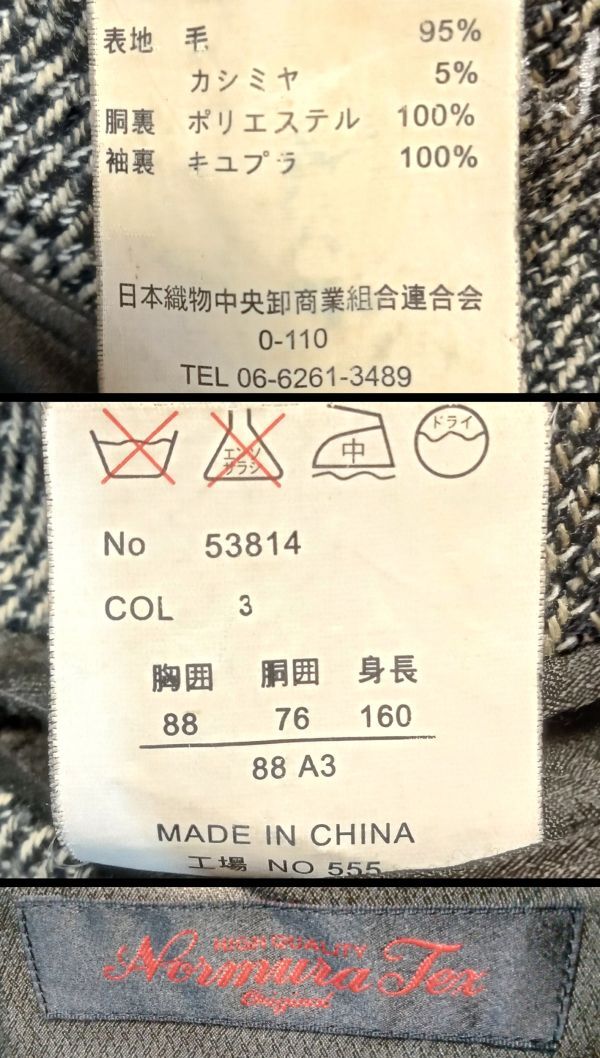 表地 毛 95%
カシミヤ 5%
胴裏 ポリエステル 100%
袖裏 キユプラ 100%
日本織物中央卸商業組合連合会
0-110
TEL 06-6261-3489
エンソ
サラシ
中
ドライ
No 53814
COL 3
胸囲 胴囲 身長
88 76 160
88 A3
MADE IN CHINA
工場 NO 555
HIGH QUALITY
Normura Tex
Original